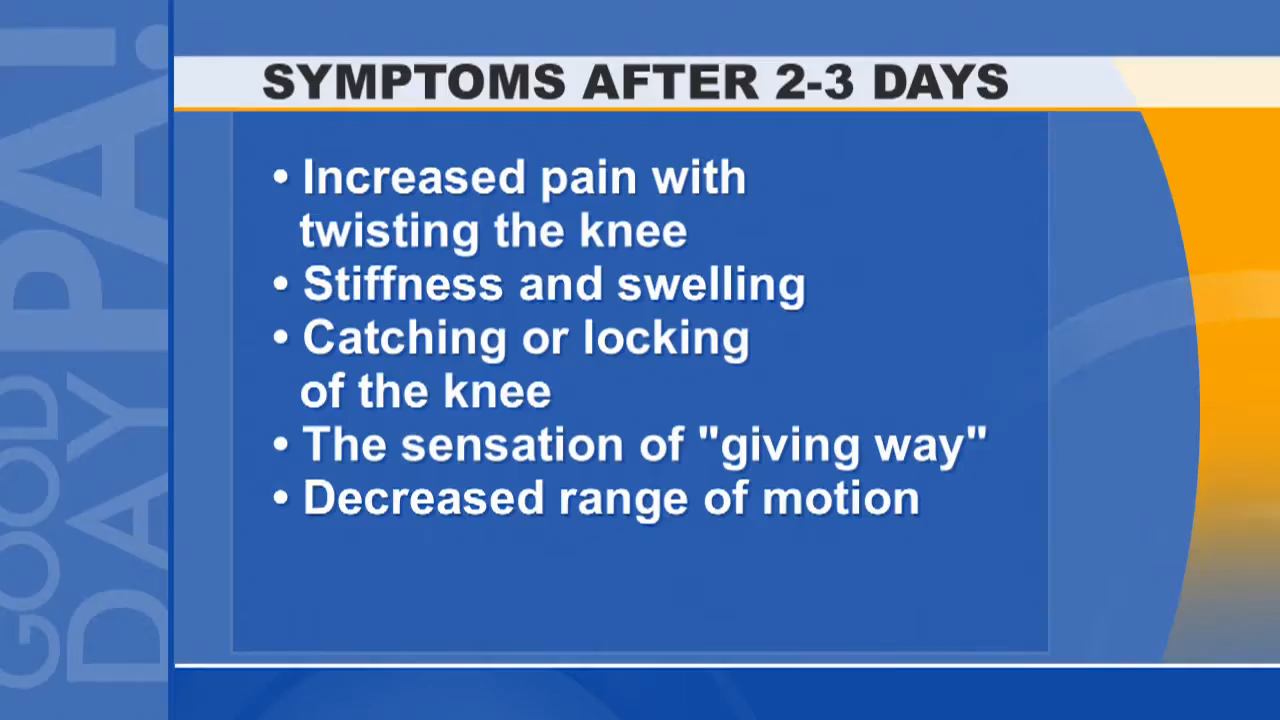 GOOD
DAY
PA!
SYMPTOMS AFTER 2-3 DAYS
• Increased pain with
twisting the knee
• Stiffness and swelling
• Catching or locking
of the knee
• The sensation of "giving way"
• Decreased range of motion